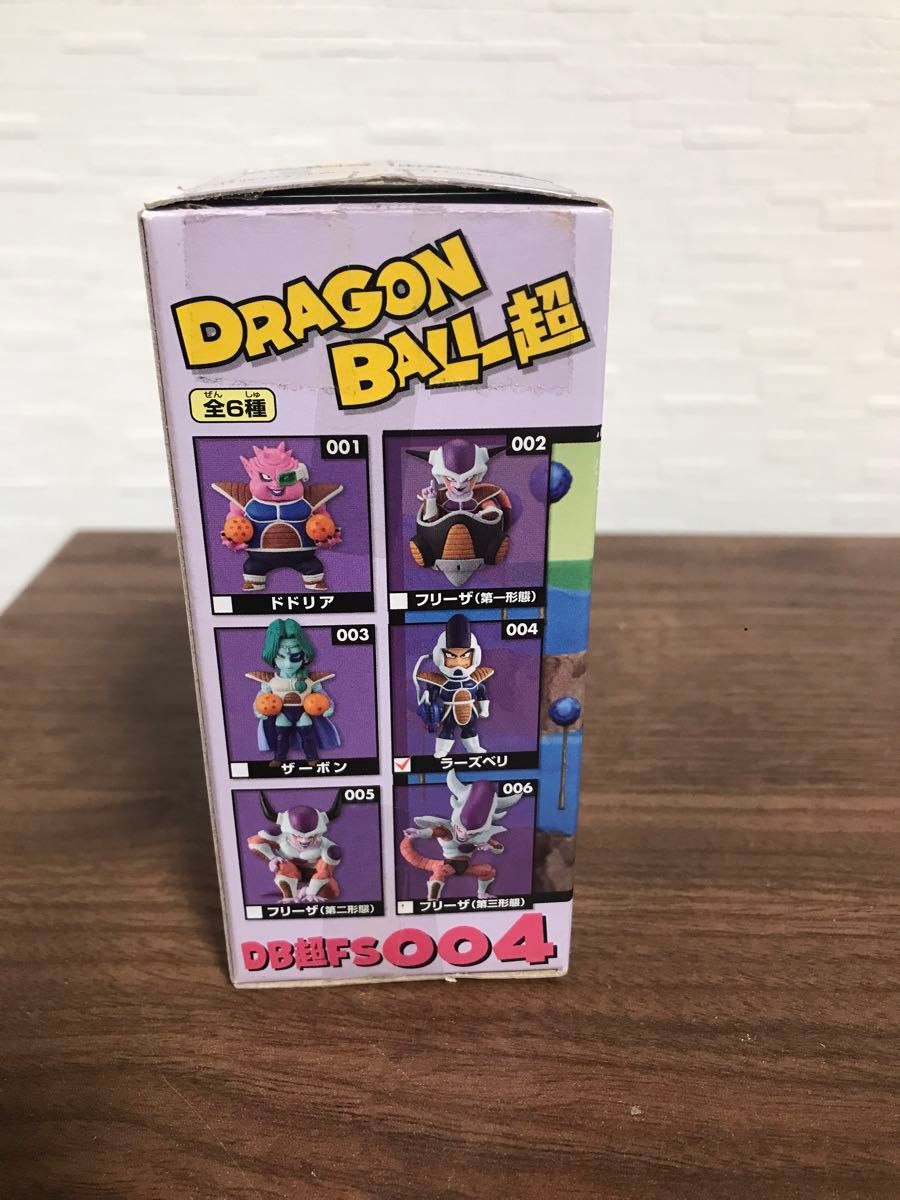 DRAGON
BALL超
ぜん しゅ
全6種
001
ドドリア
002
フリーザ(第一形態)
003
ザーボン
004
ラーズベリ
005
フリーザ(第二形態)
006
フリーザ(第三形態)
DB超FS004